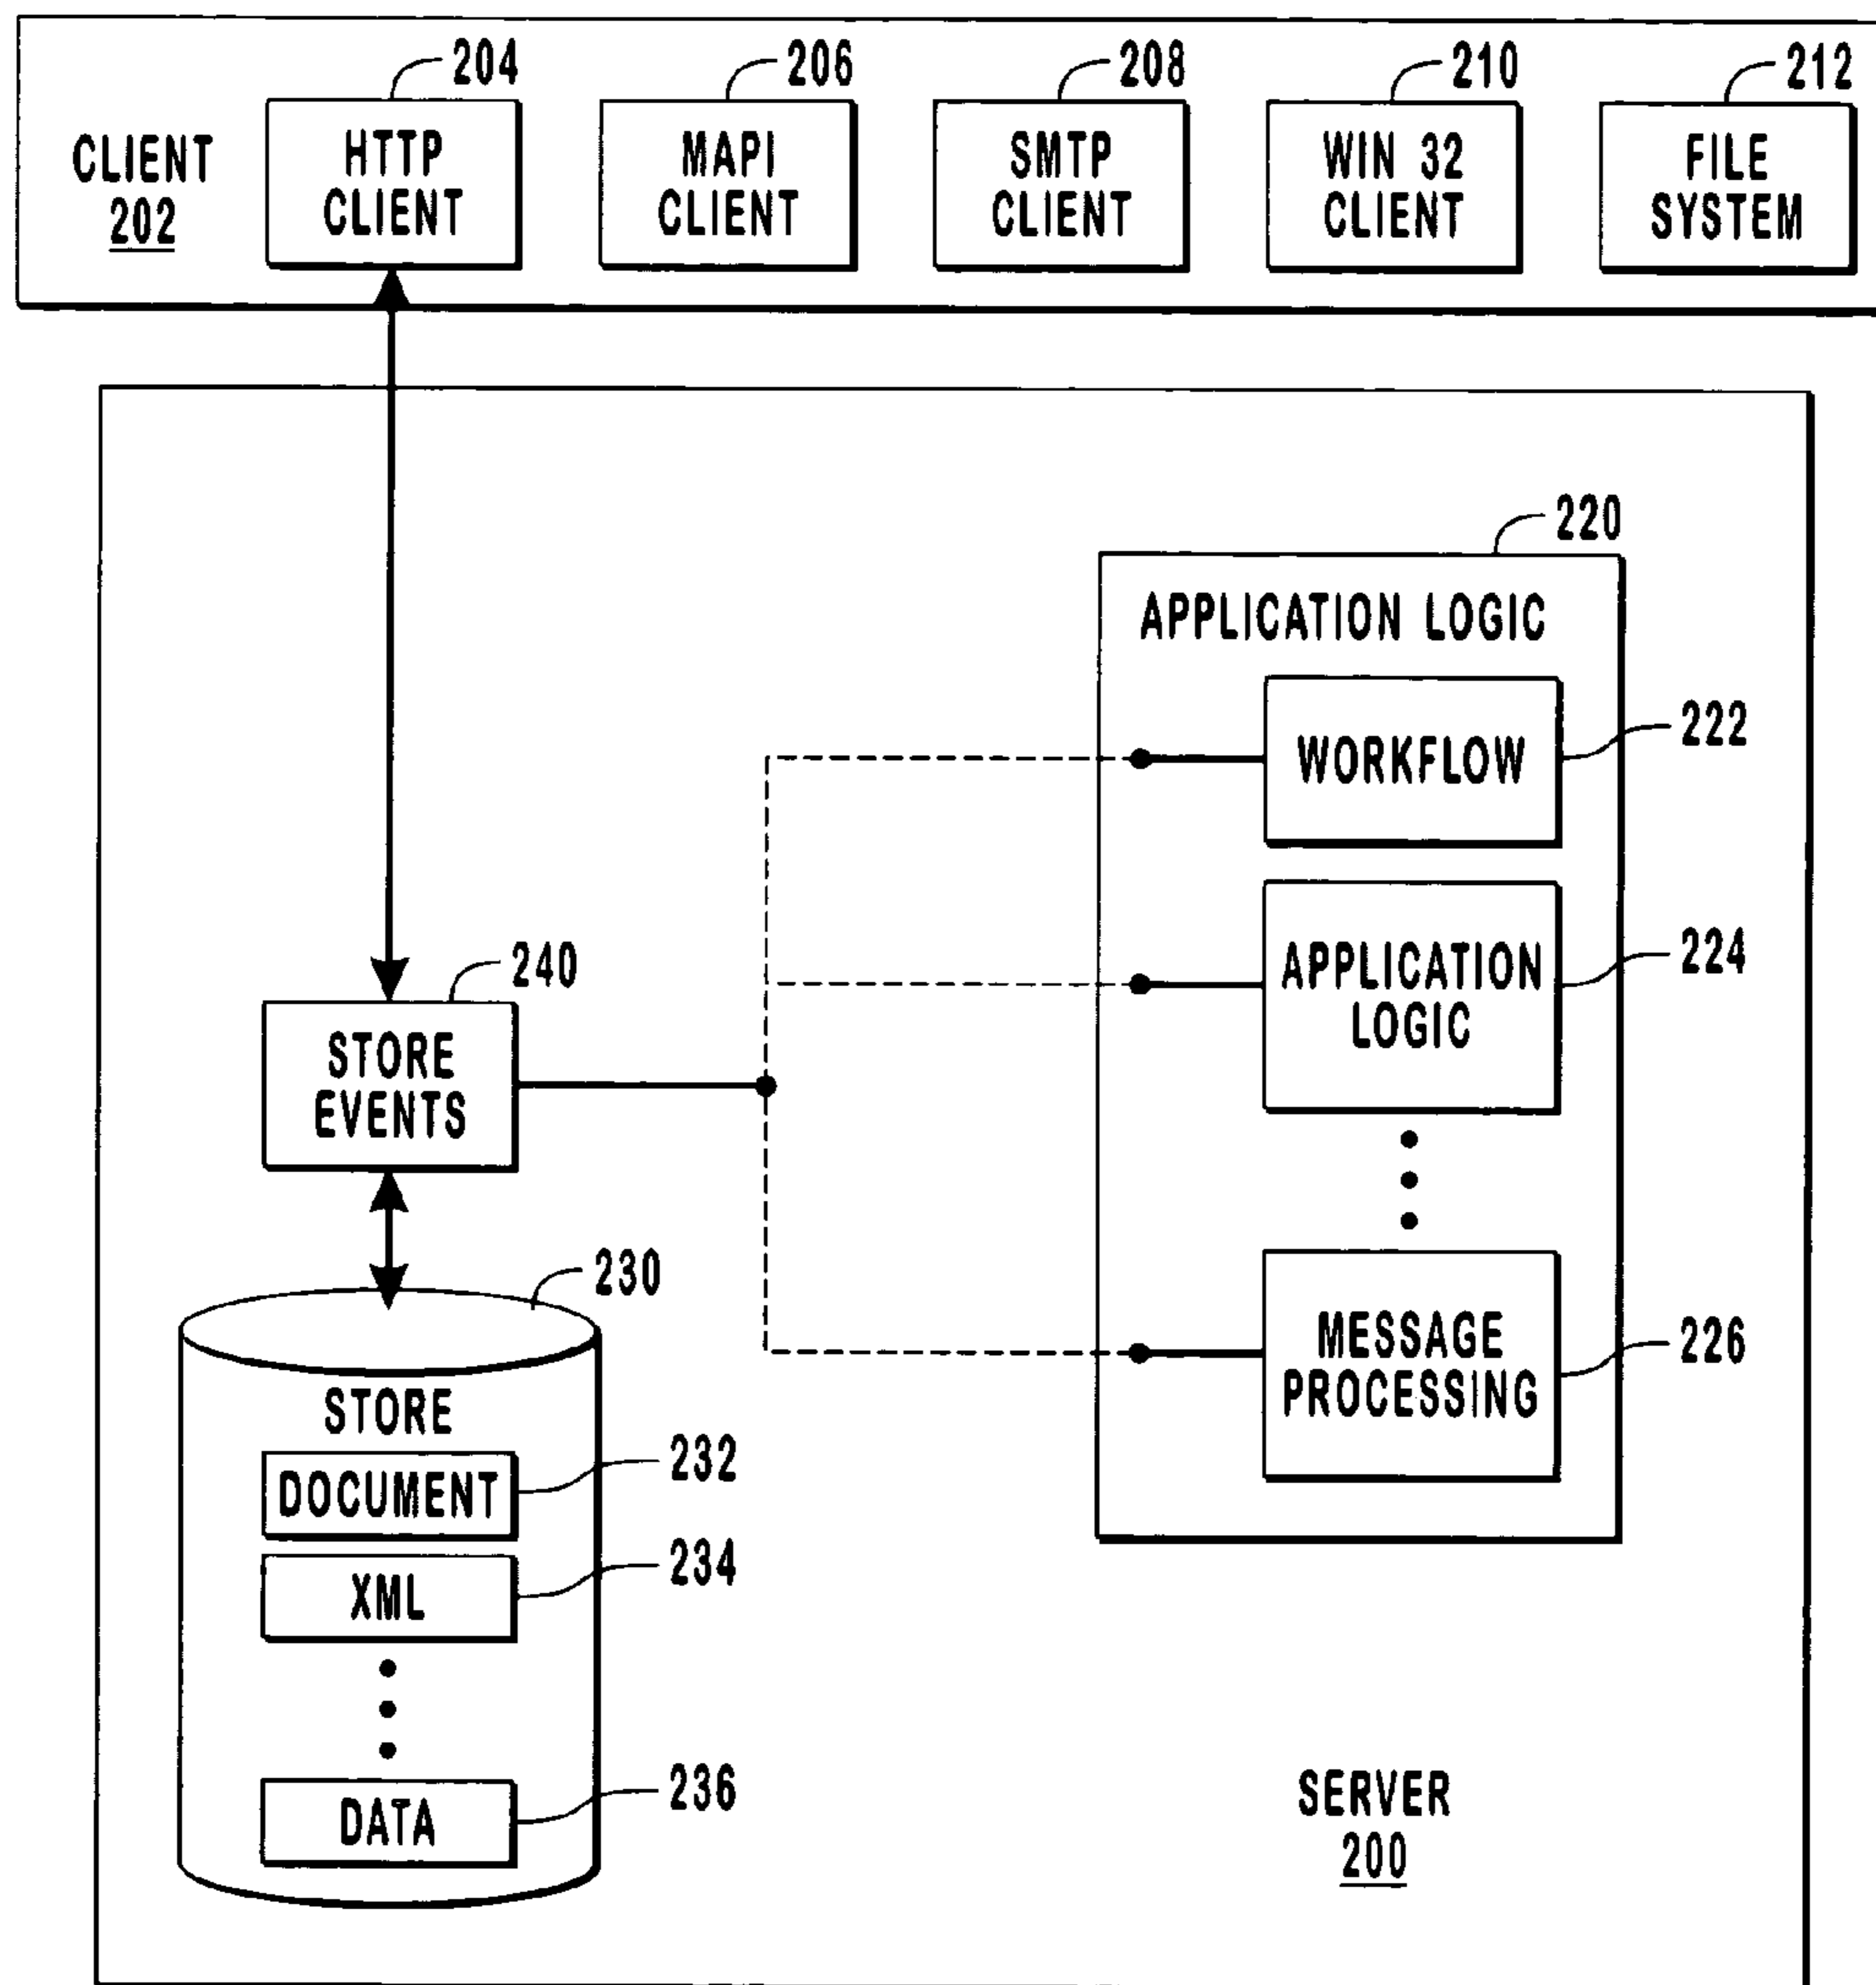 204
206
208
210
212
CLIENT
202
HTTP
CLIENT
MAPI
CLIENT
SMTP
CLIENT
WIN 32
CLIENT
FILE
SYSTEM
220
APPLICATION LOGIC
WORKFLOW
222
APPLICATION
LOGIC
224
240
STORE
EVENTS
MESSAGE
PROCESSING
226
230
STORE
DOCUMENT
232
XML
234
DATA
236
SERVER
200